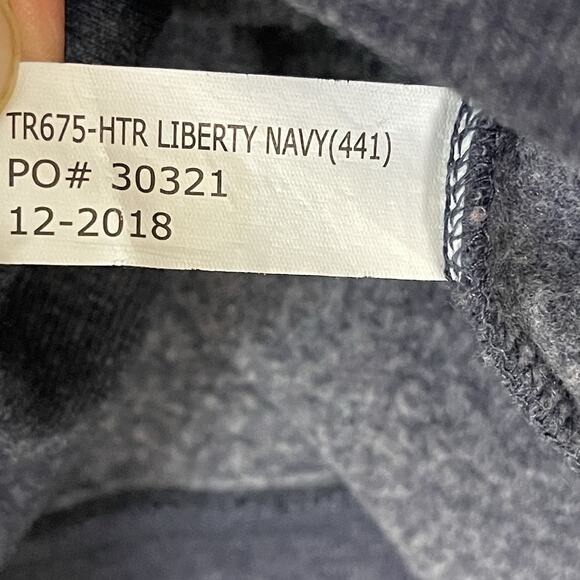 TR675-HTR LIBERTY NAVY(441)
PO# 30321
12-2018